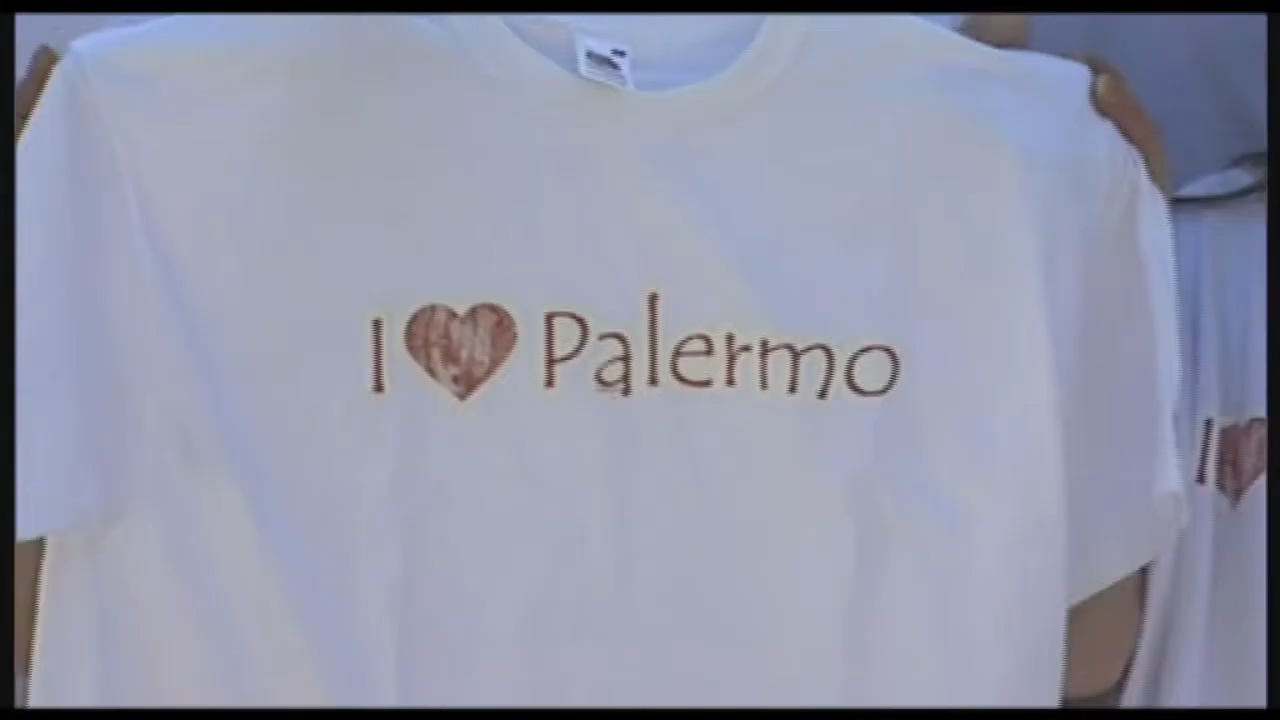 I ❤ Palermo
I ❤